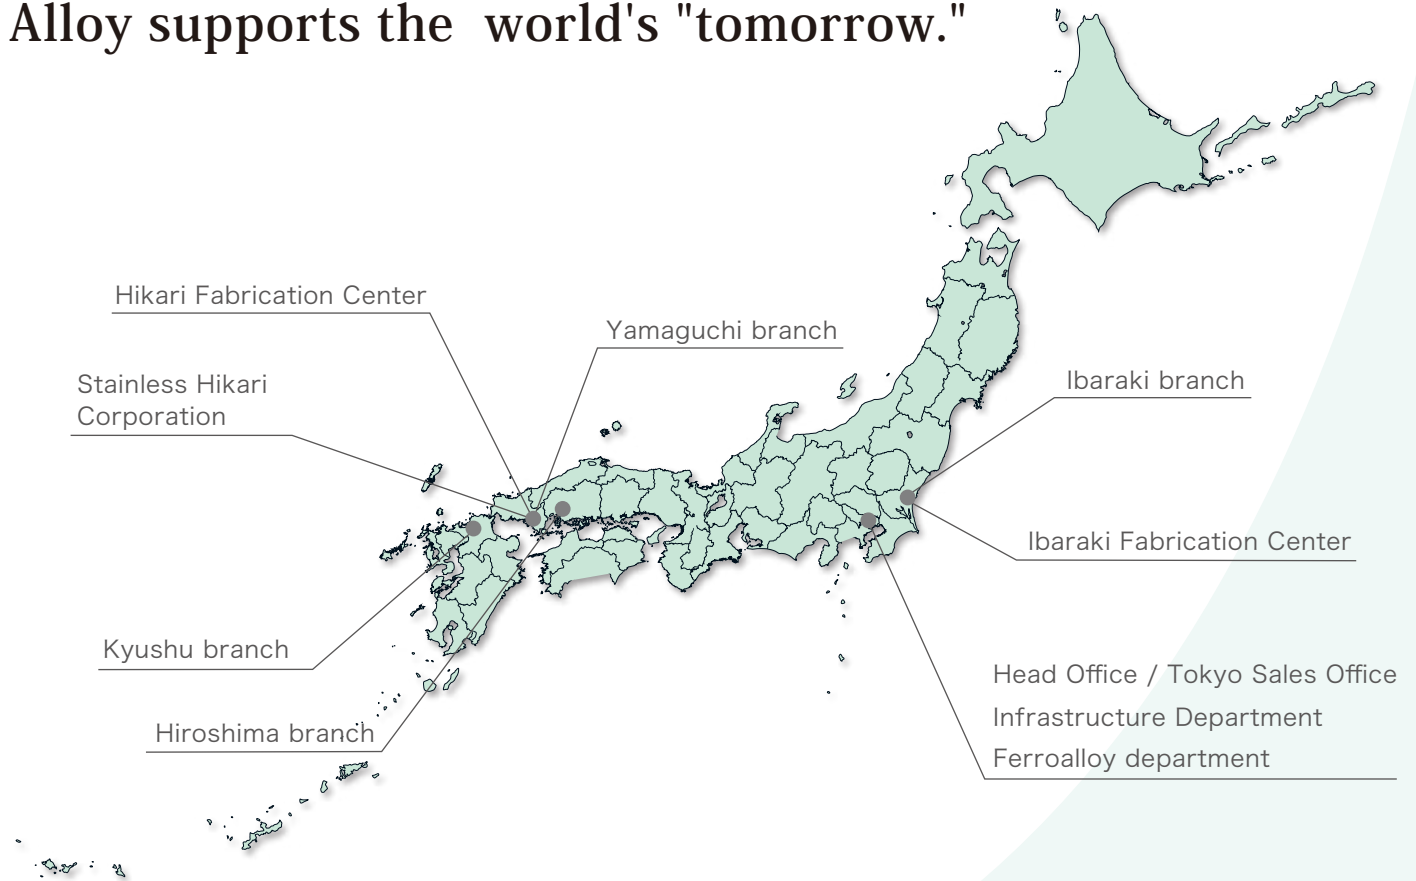 Alloy supports the world's "tomorrow."
Hikari Fabrication Center
Yamaguchi branch
Stainless Hikari
Corporation
Ibaraki branch
Ibaraki Fabrication Center
Kyushu branch
Hiroshima branch
Head Office / Tokyo Sales Office
Infrastructure Department
Ferroalloy department